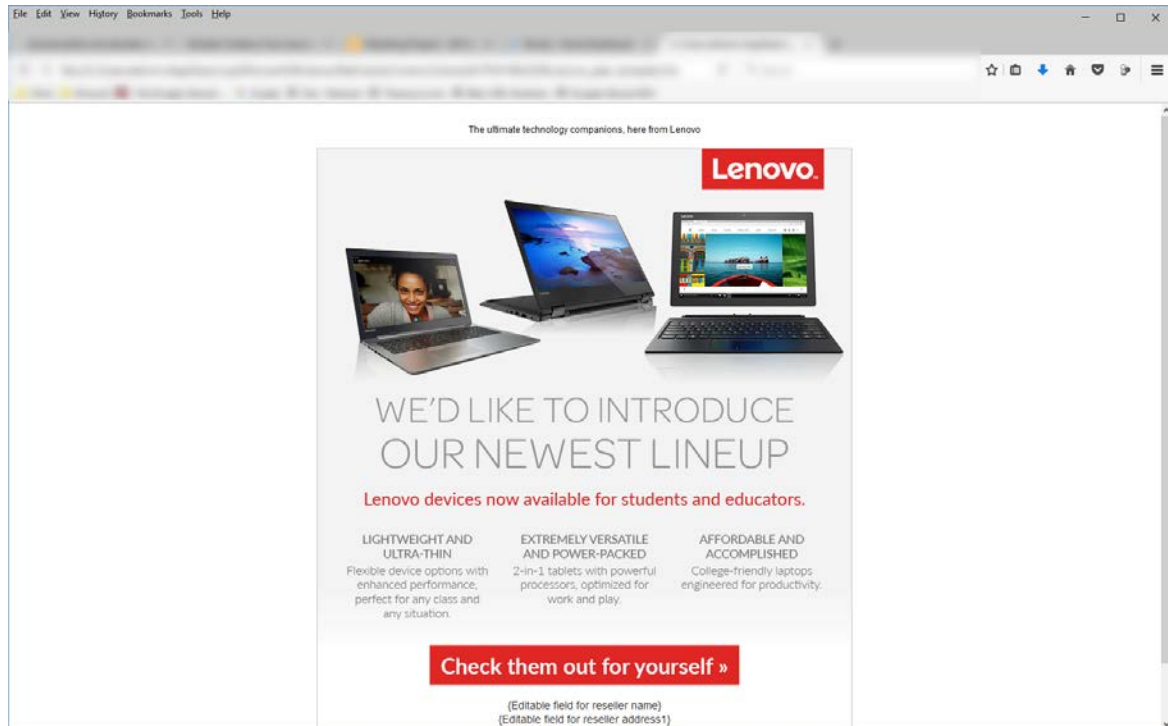 File Edit View History Bookmarks Tools Help
The ultimate technology companions, here from Lenovo
Lenovo
WE'D LIKE TO INTRODUCE
OUR NEWEST LINEUP
Lenovo devices now available for students and educators.
LIGHTWEIGHT AND
ULTRA-THIN
Flexible device options with
enhanced performance,
perfect for any class and
any situation.
EXTREMELY VERSATILE
AND POWER-PACKED
2-in-1 tablets with powerful
processors, optimized for
work and play.
AFFORDABLE AND
ACCOMPLISHED
College-friendly laptops
engineered for productivity.
Check them out for yourself »
{Editable field for reseller name}
{Editable field for reseller address1}